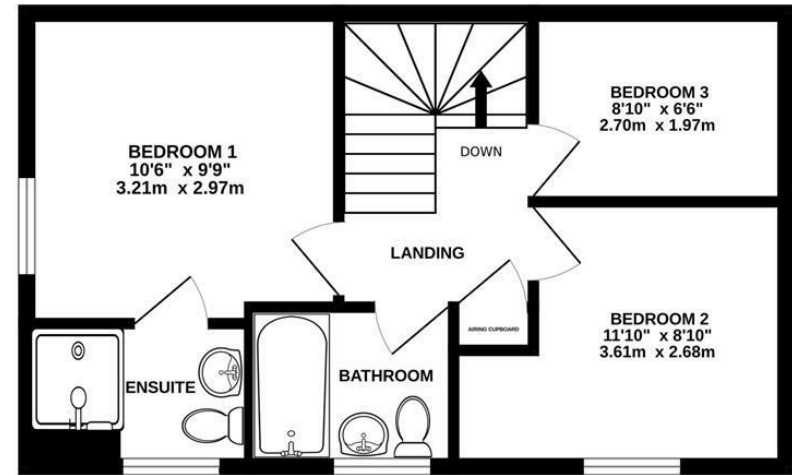 BEDROOM 1
10'6" x 9'9"
3.21m x 2.97m
DOWN
BEDROOM 3
8'10" x 6'6"
2.70m x 1.97m
LANDING
AIRING CUPBOARD
BEDROOM 2
11'10" x 8'10"
3.61m x 2.68m
ENSUITE
BATHROOM